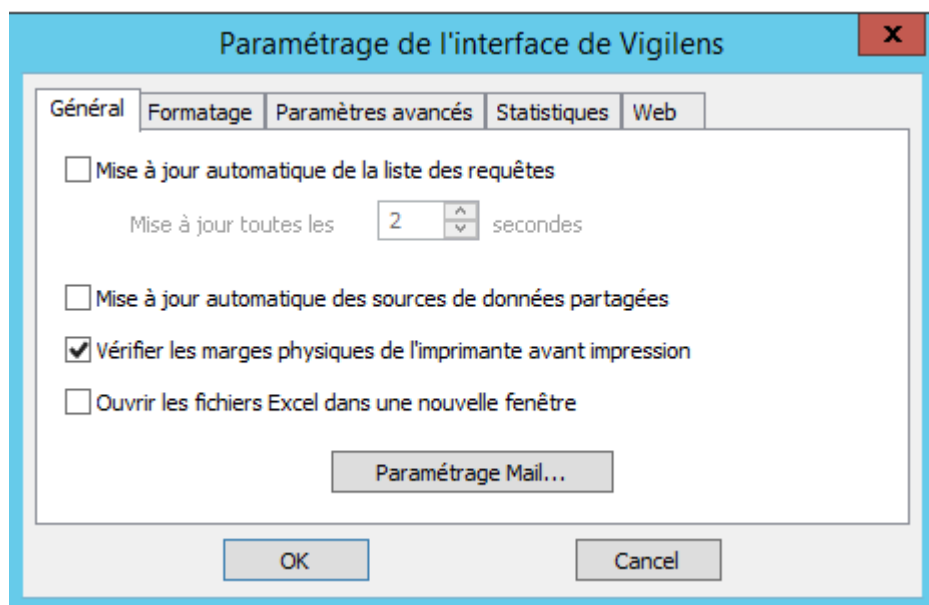 Paramétrage de l'interface de Vigilens
x
Général Formatage Paramètres avancés Statistiques Web
Mise à jour automatique de la liste des requêtes
Mise à jour toutes les 2 secondes
Mise à jour automatique des sources de données partagées
Vérifier les marges physiques de l'imprimante avant impression
Ouvrir les fichiers Excel dans une nouvelle fenêtre
Paramétrage Mail...
OK Cancel